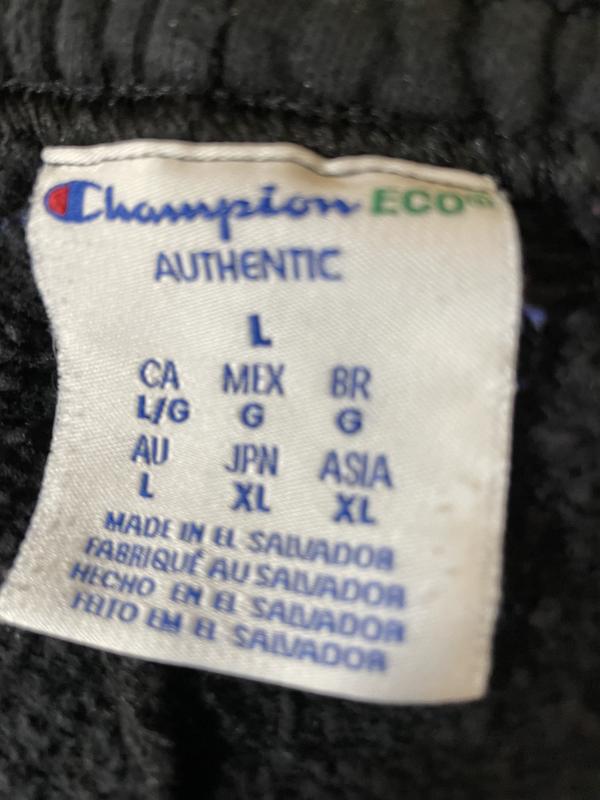 Champion ECO™
AUTHENTIC
L
CA MEX BR
L/G G G
AU JPN ASIA
L XL XL
MADE IN EL SALVADOR
FABRIQUÉ AU SALVADOR
HECHO EN EL SALVADOR
FEITO EM EL SALVADOR